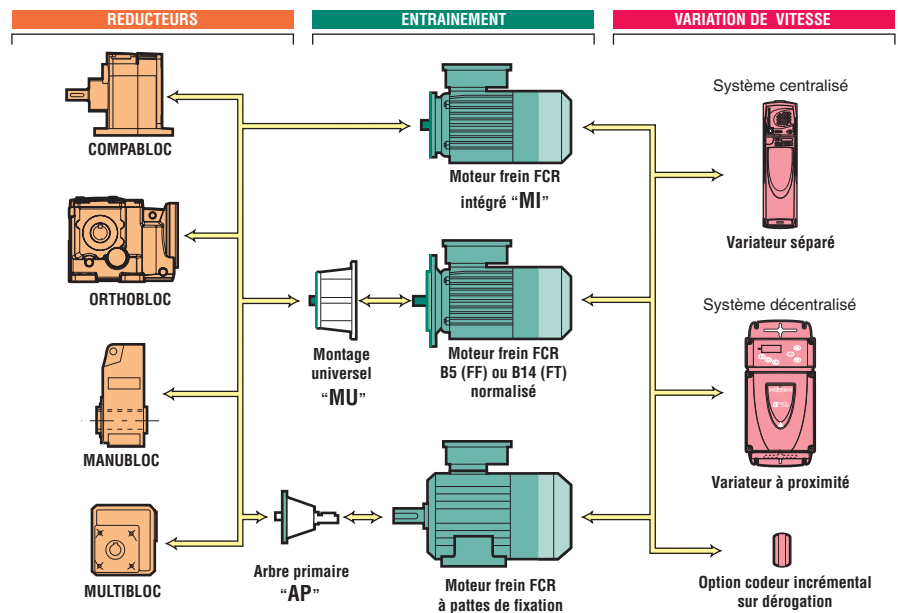 REDUCTEURS
ENTRAINEMENT
VARIATION DE VITESSE
COMPABLOC
ORTHOBLOC
MANUBLOC
MULTIBLOC
Moteur frein FCR
intégré “MI”
Montage
universel
“MU”
Moteur frein FCR
B5 (FF) ou B14 (FT)
normalisé
Arbre primaire
“AP”
Moteur frein FCR
à pattes de fixation
Système centralisé
Variateur séparé
Système décentralisé
Variateur à proximité
Option codeur incrémental
sur dérogation